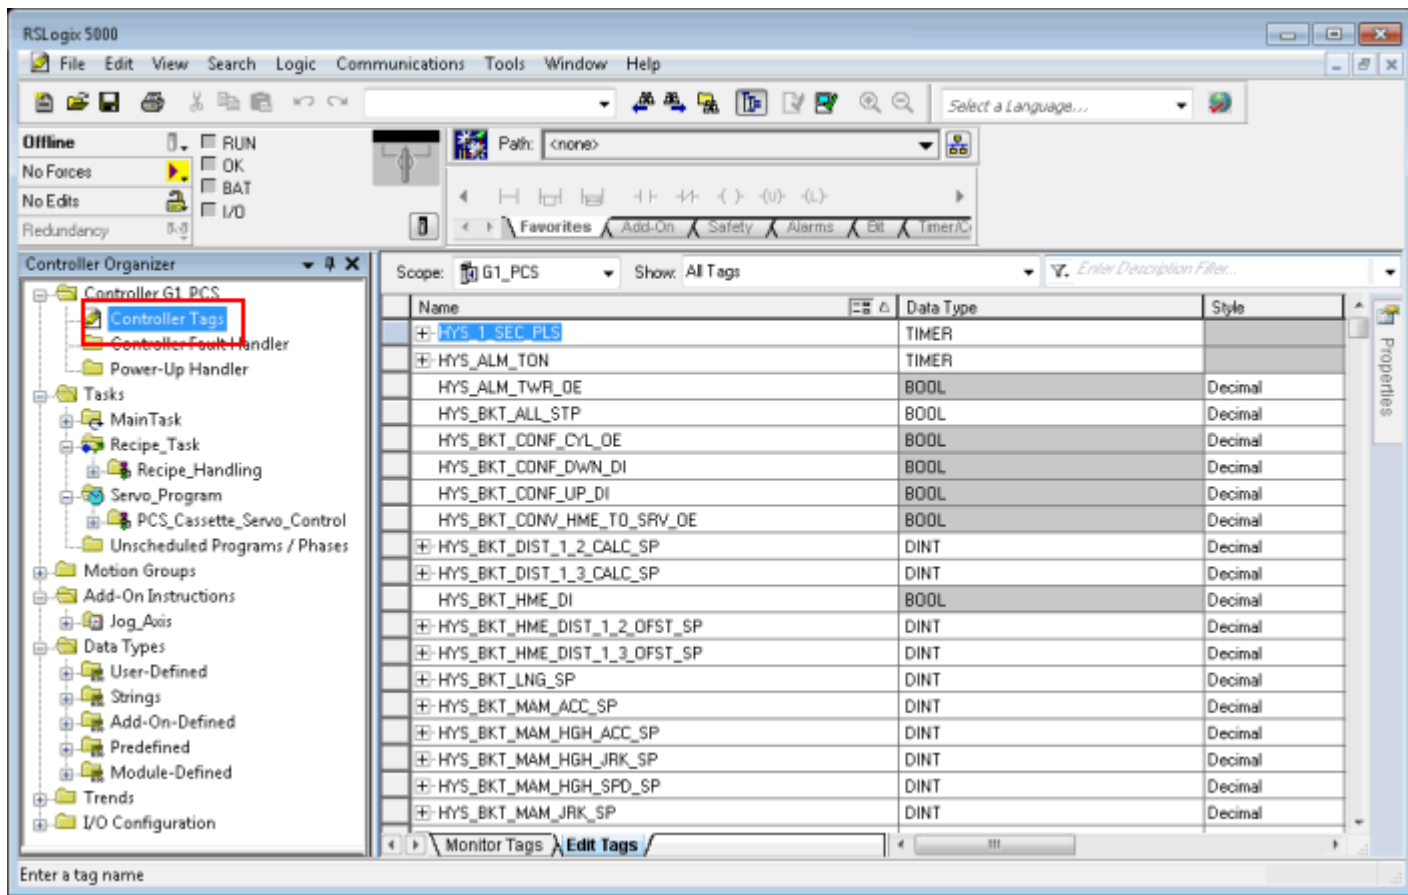 RSLogix 5000
File Edit View Search Logic Communications Tools Window Help
Select a Language...
Offline RUN
No Forces OK
No Edits BAT
Redundancy I/O
Path: <none>
Favorites Add-On Safety Alarms Bit Timer/C
Controller Organizer
Controller G1_PCS
Controller Tags
Controller Fault Handler
Power-Up Handler
Tasks
MainTask
Recipe_Task
Recipe_Handling
Servo_Program
PCS_Cassette_Servo_Control
Unscheduled Programs / Phases
Motion Groups
Add-On Instructions
Jog_Axis
Data Types
User-Defined
Strings
Add-On-Defined
Predefined
Module-Defined
Trends
I/O Configuration
Scope: G1_PCS Show: All Tags Enter Description Filter...
Name Data Type Style
HYS_1_SEC_PLS TIMER
HYS_ALM_TON TIMER
HYS_ALM_TWR_OE BOOL Decimal
HYS_BKT_ALL_STP BOOL Decimal
HYS_BKT_CONF_CYL_OE BOOL Decimal
HYS_BKT_CONF_DWN_DI BOOL Decimal
HYS_BKT_CONF_UP_DI BOOL Decimal
HYS_BKT_CONV_HME_TO_SRV_OE BOOL Decimal
HYS_BKT_DIST_1_2_CALC_SP DINT Decimal
HYS_BKT_DIST_1_3_CALC_SP DINT Decimal
HYS_BKT_HME_DI BOOL Decimal
HYS_BKT_HME_DIST_1_2_OFST_SP DINT Decimal
HYS_BKT_HME_DIST_1_3_OFST_SP DINT Decimal
HYS_BKT_LNG_SP DINT Decimal
HYS_BKT_MAM_ACC_SP DINT Decimal
HYS_BKT_MAM_HGH_ACC_SP DINT Decimal
HYS_BKT_MAM_HGH_JRK_SP DINT Decimal
HYS_BKT_MAM_HGH_SPD_SP DINT Decimal
HYS_BKT_MAM_JRK_SP DINT Decimal
Monitor Tags Edit Tags
Properties
Enter a tag name